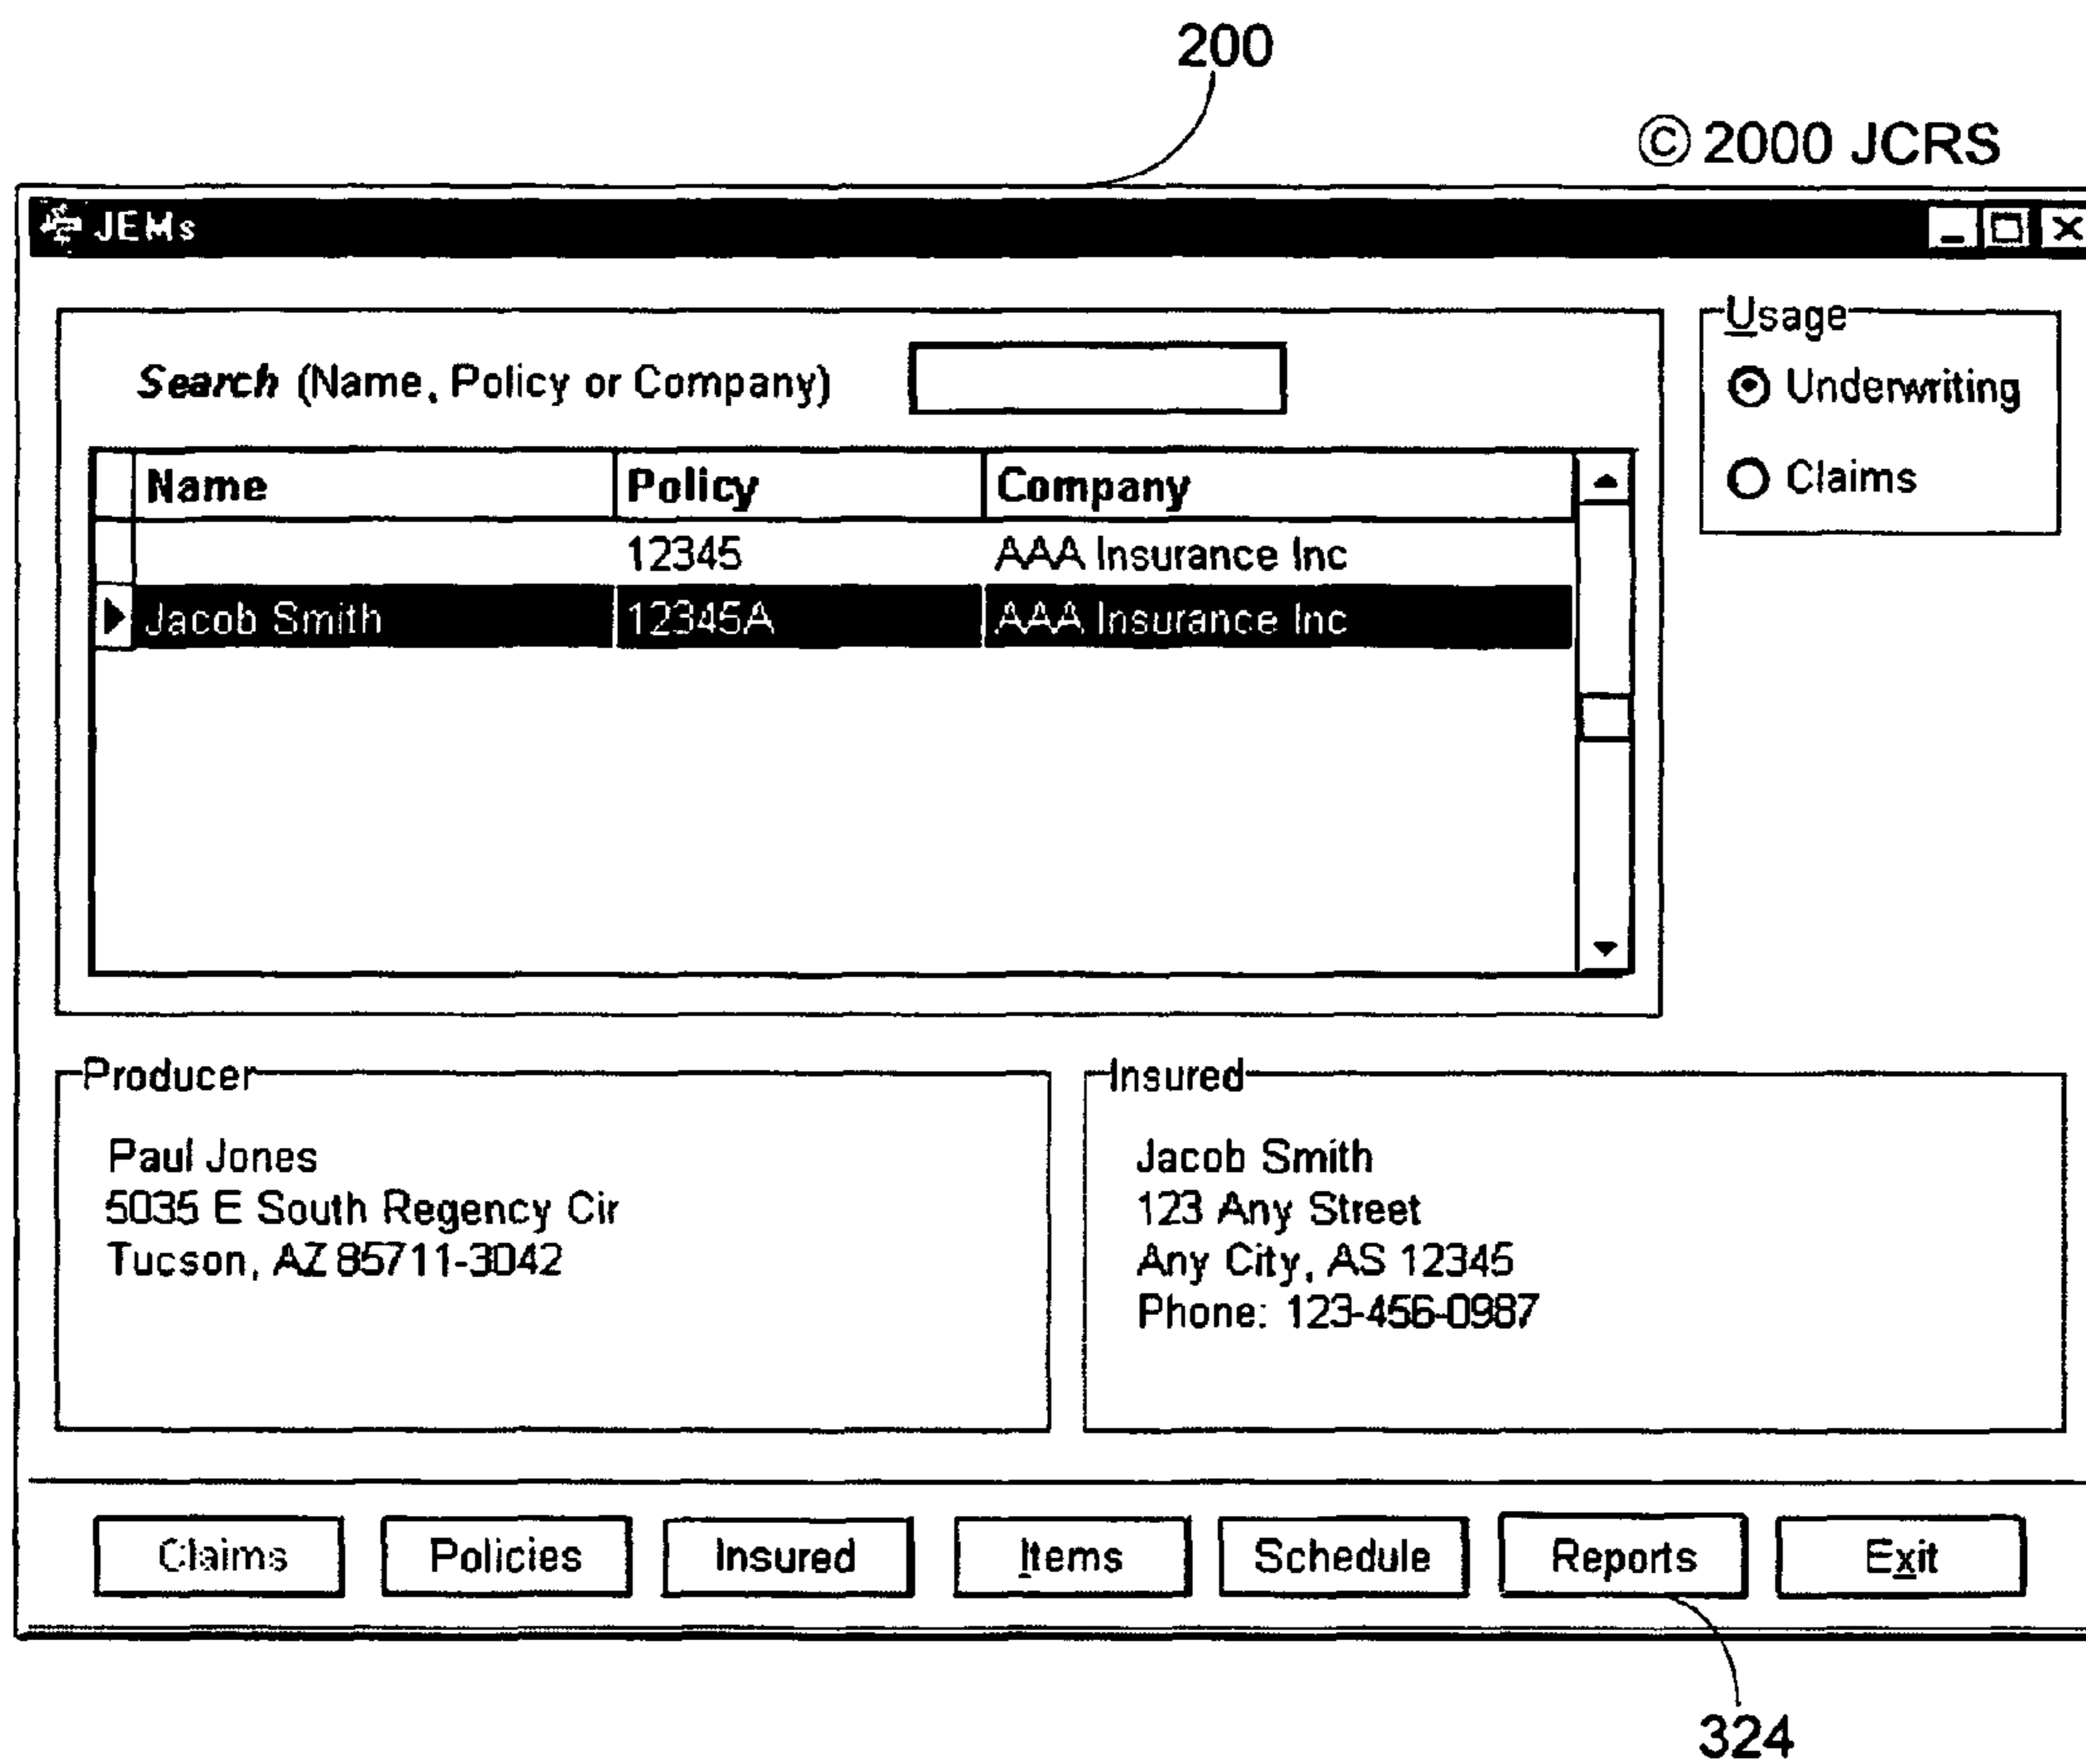 200
© 2000 JCRS
JEMs
Usage
Search (Name, Policy or Company)
Underwriting
Claims
Name Policy Company
12345 AAA Insurance Inc
Jacob Smith 12345A AAA Insurance Inc
Producer
Paul Jones
5035 E South Regency Cir
Tucson, AZ 85711-3042
Insured
Jacob Smith
123 Any Street
Any City, AS 12345
Phone: 123-456-0987
Claims Policies Insured Items Schedule Reports Exit
324